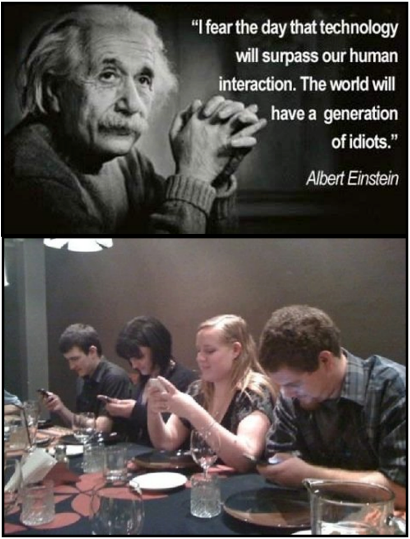 “I fear the day that technology
will surpass our human
interaction. The world will
have a generation
of idiots.”
Albert Einstein